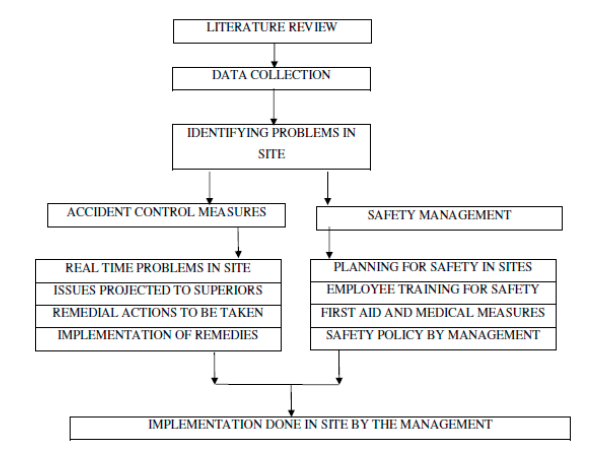 LITERATURE REVIEW
DATA COLLECTION
IDENTIFYING PROBLEMS IN
SITE
ACCIDENT CONTROL MEASURES
SAFETY MANAGEMENT
REAL TIME PROBLEMS IN SITE
ISSUES PROJECTED TO SUPERIORS
REMEDIAL ACTIONS TO BE TAKEN
IMPLEMENTATION OF REMEDIES
PLANNING FOR SAFETY IN SITES
EMPLOYEE TRAINING FOR SAFETY
FIRST AID AND MEDICAL MEASURES
SAFETY POLICY BY MANAGEMENT
IMPLEMENTATION DONE IN SITE BY THE MANAGEMENT